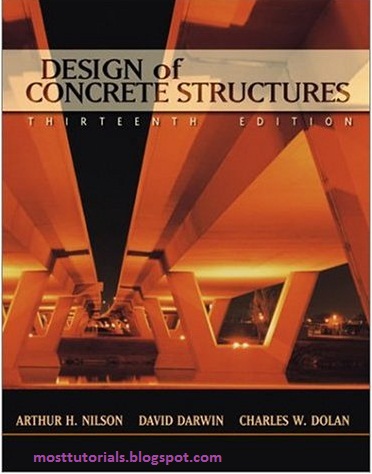 DESIGN of
CONCRETE STRUCTURES
THIRTEENTH EDITION
ARTHUR H. NILSON DAVID DARWIN CHARLES W. DOLAN
mosttutorials.blogspot.com